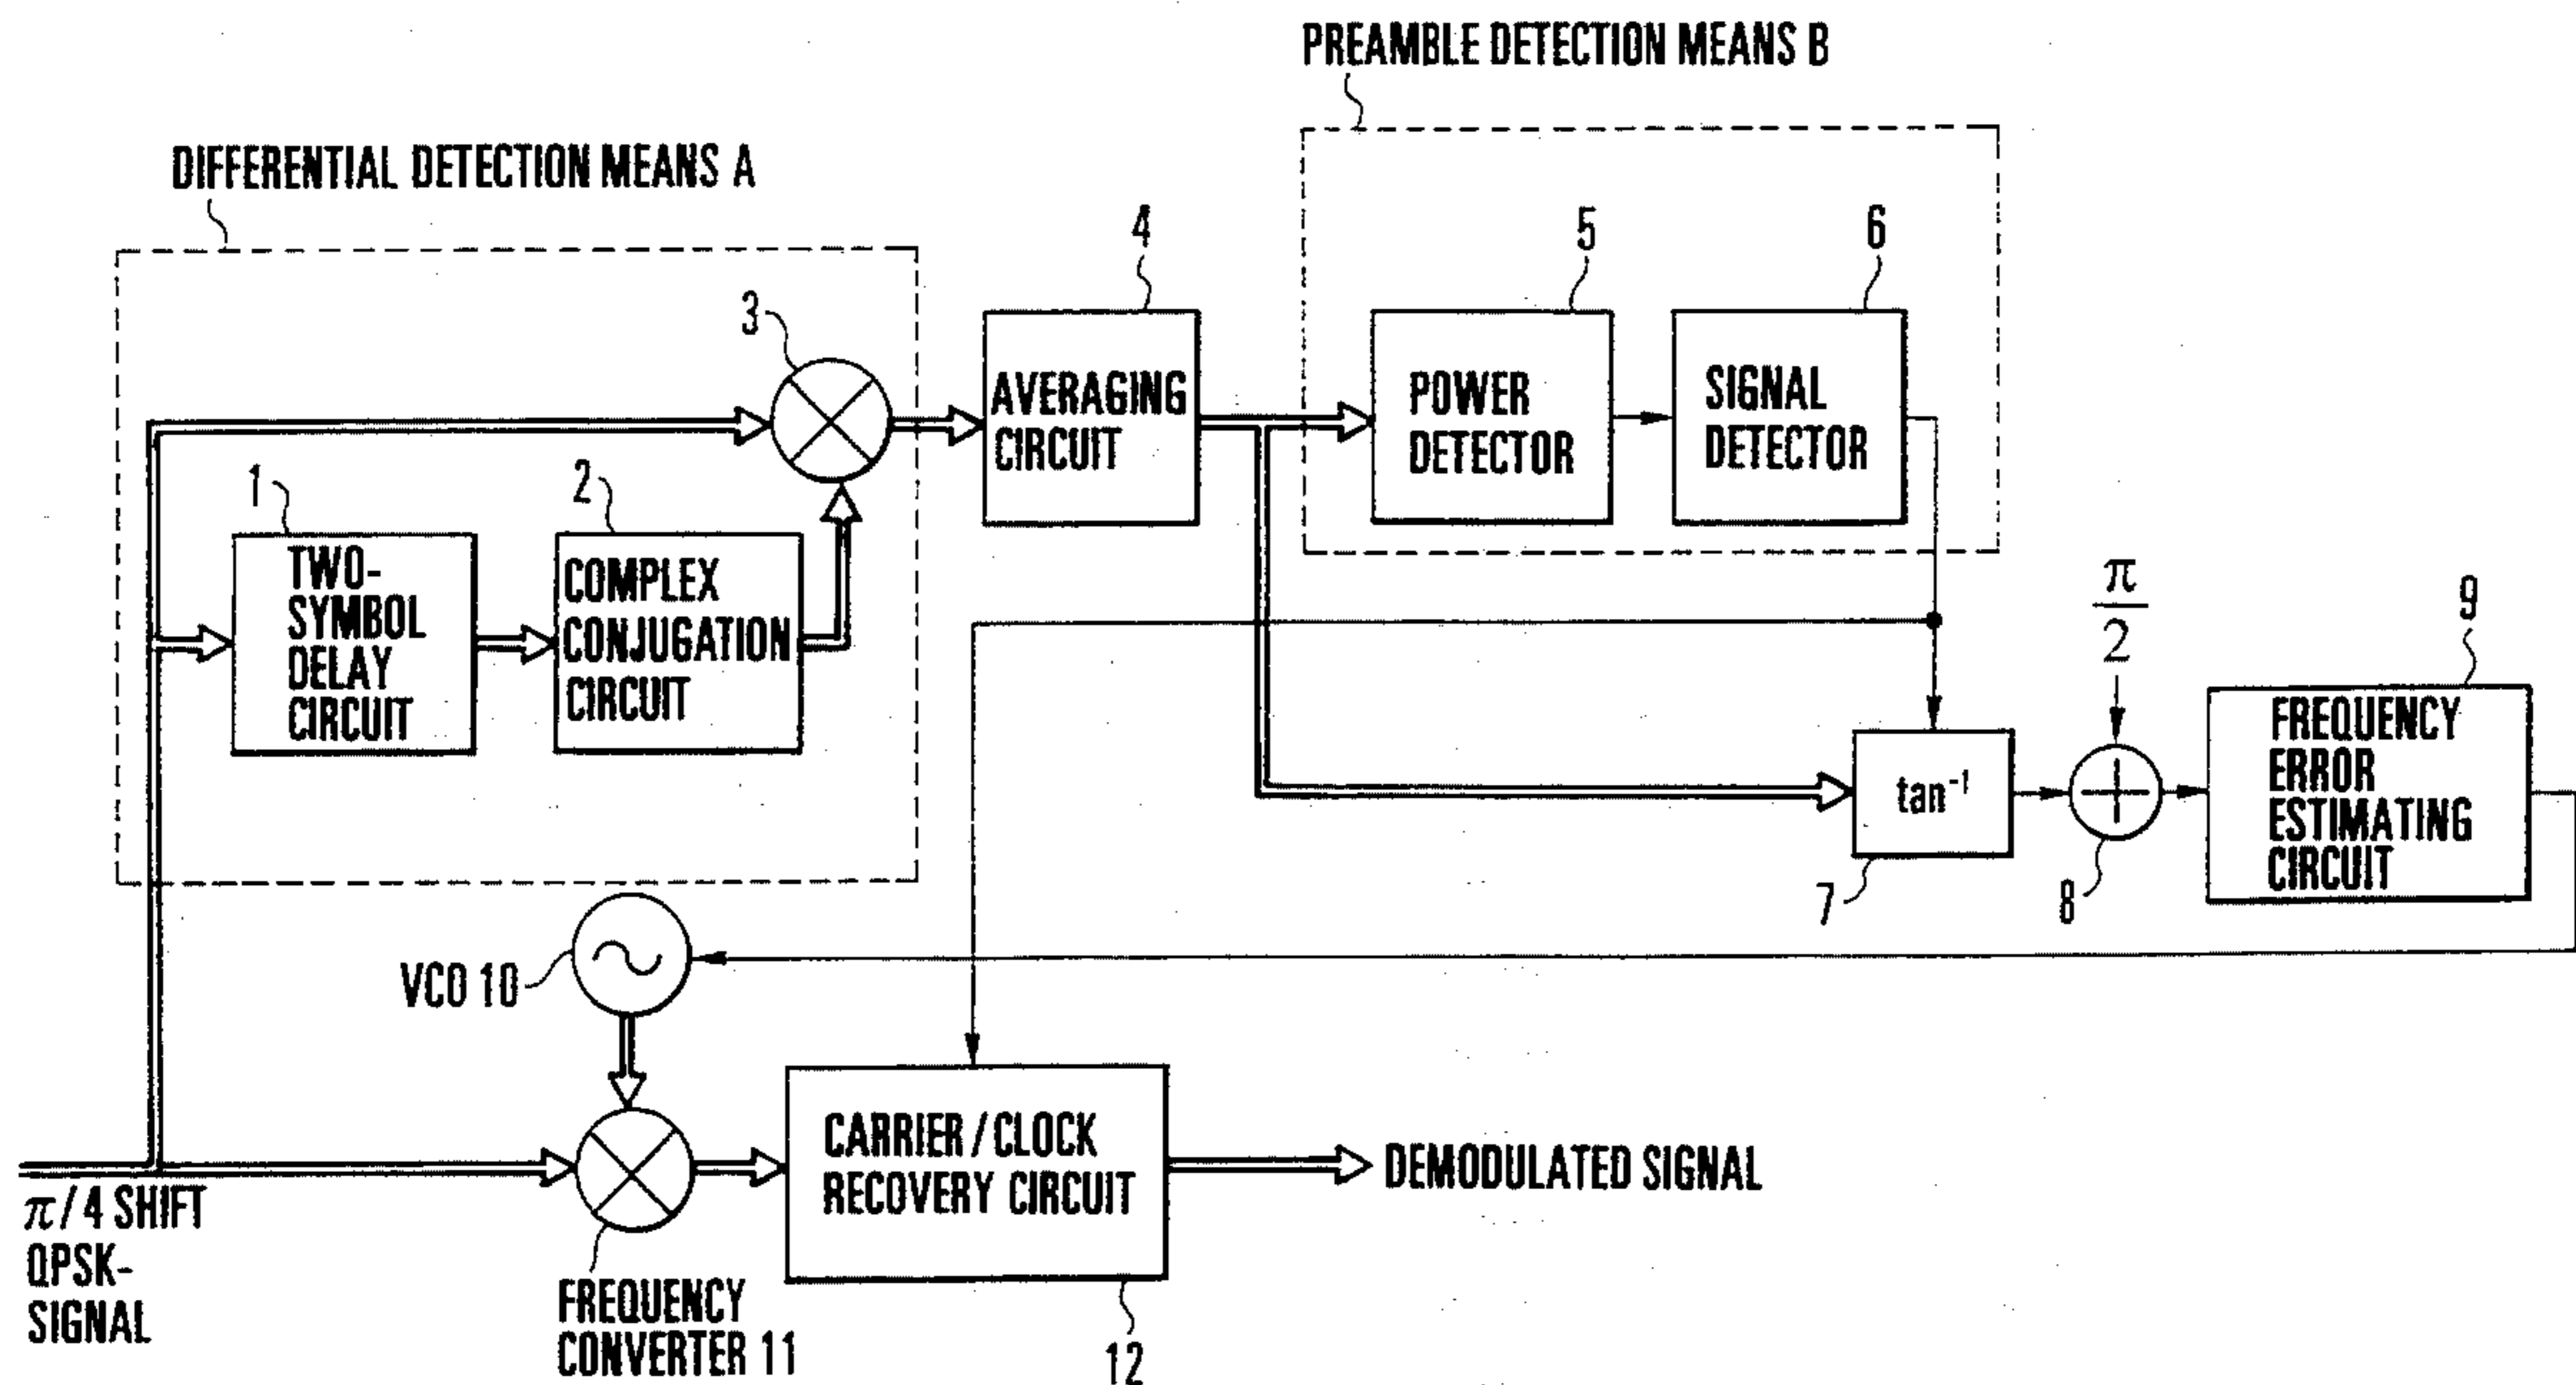 PREAMBLE DETECTION MEANS B
DIFFERENTIAL DETECTION MEANS A
4
5
6
3
AVERAGING
CIRCUIT
POWER
DETECTOR
SIGNAL
DETECTOR
1
2
TWO-
SYMBOL
DELAY
CIRCUIT
COMPLEX
CONJUGATION
CIRCUIT
π
2
9
tan⁻¹
FREQUENCY
ERROR
ESTIMATING
CIRCUIT
7
8
VCO 10
CARRIER / CLOCK
RECOVERY CIRCUIT
DEMODULATED SIGNAL
π / 4 SHIFT
QPSK-
SIGNAL
FREQUENCY
CONVERTER 11
12